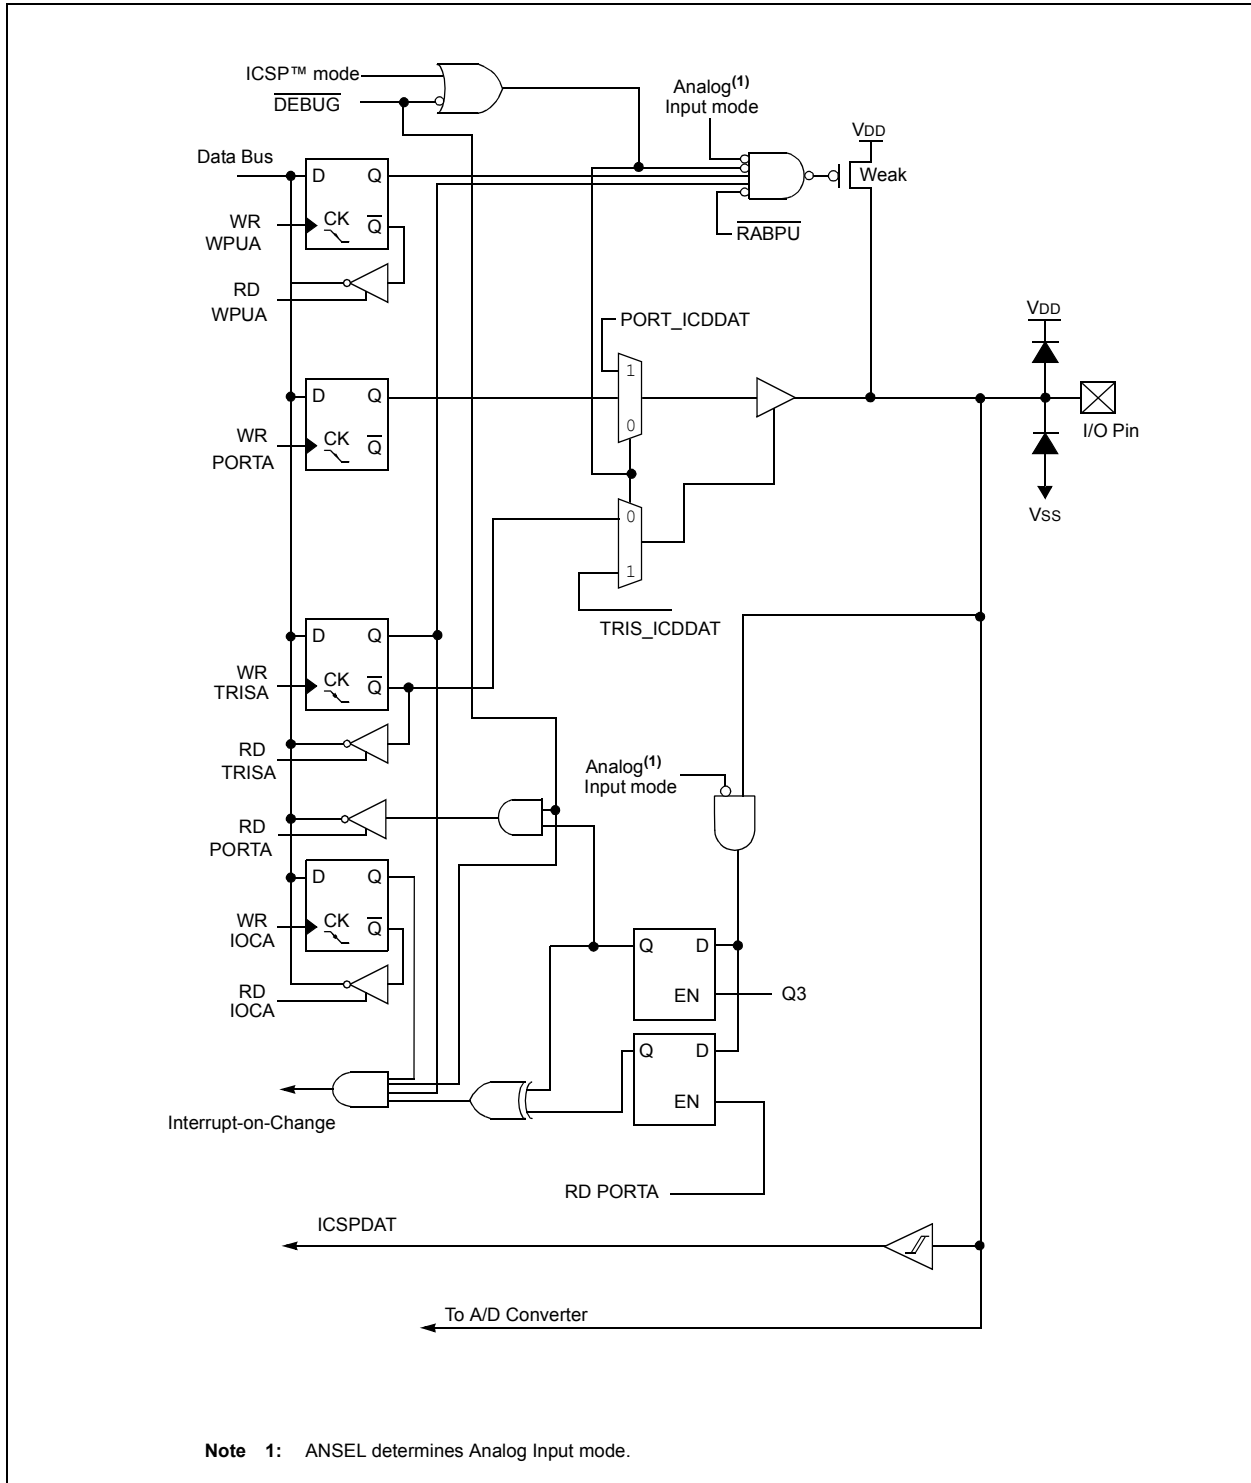 ICSP™ mode
DEBUG
Analog(1)
Input mode
VDD
Weak
Data Bus
D Q
CK Q
WR
WPUA
RABPU
RD
WPUA
PORT_ICDDAT
VDD
1
0
D Q
CK Q
WR
PORTA
I/O Pin
VSS
0
1
TRIS_ICDDAT
D Q
CK Q
WR
TRISA
RD
TRISA
Analog(1)
Input mode
RD
PORTA
D Q
CK Q
WR
IOCA
RD
IOCA
Q D
EN
Q3
Q D
EN
Interrupt-on-Change
RD PORTA
ICSPDAT
To A/D Converter
Note 1: ANSEL determines Analog Input mode.